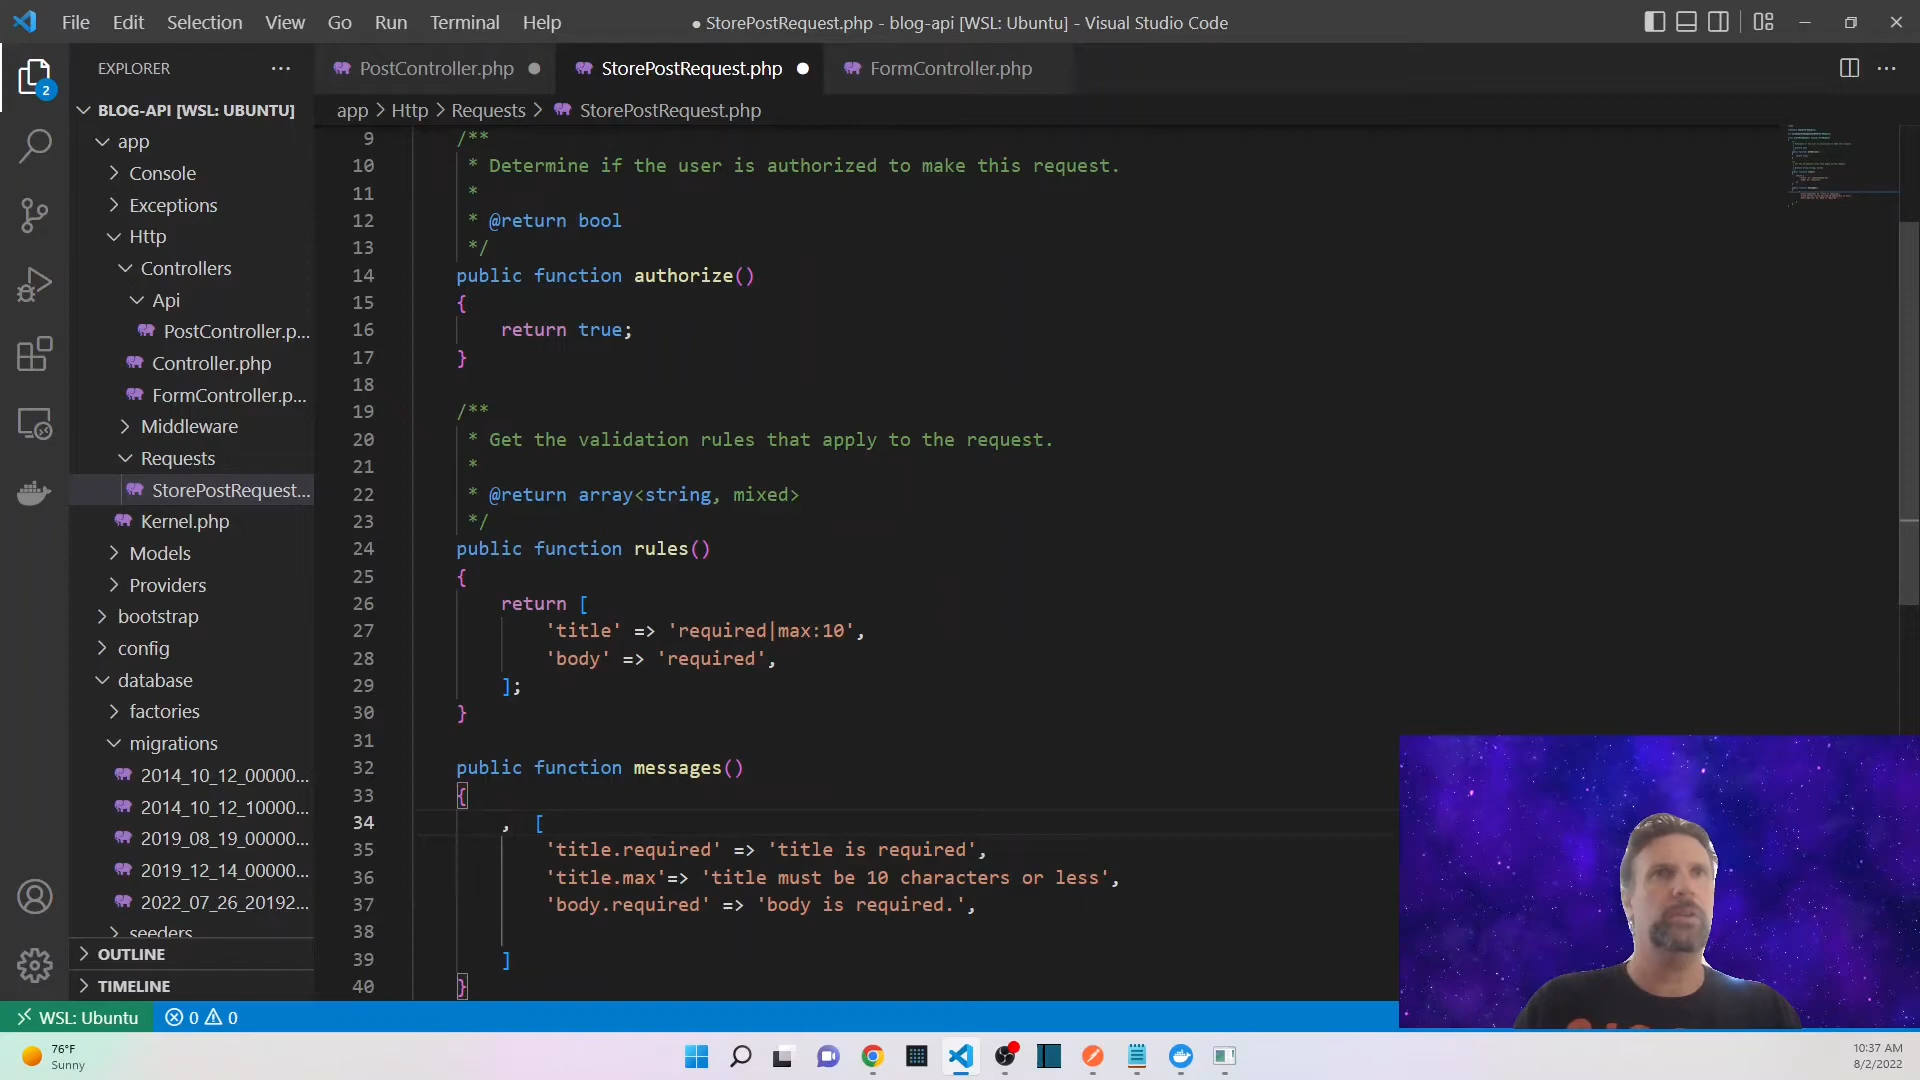 File Edit Selection View Go Run Terminal Help
● StorePostRequest.php - blog-api [WSL: Ubuntu] - Visual Studio Code
EXPLORER
PostController.php
StorePostRequest.php
FormController.php
2
BLOG-API [WSL: UBUNTU]
app > Http > Requests > StorePostRequest.php
app
Console
Exceptions
Http
Controllers
Api
PostController.p...
Controller.php
FormController.p...
Middleware
Requests
StorePostRequest...
Kernel.php
Models
Providers
bootstrap
config
database
factories
migrations
2014_10_12_00000...
2014_10_12_10000...
2019_08_19_00000...
2019_12_14_00000...
2022_07_26_20192...
seeders
OUTLINE
TIMELINE
9 /**
10 * Determine if the user is authorized to make this request.
11 *
12 * @return bool
13 */
14 public function authorize()
15 {
16 return true;
17 }
18
19 /**
20 * Get the validation rules that apply to the request.
21 *
22 * @return array<string, mixed>
23 */
24 public function rules()
25 {
26 return [
27 'title' => 'required|max:10',
28 'body' => 'required',
29 ];
30 }
31
32 public function messages()
33 {
34 , [
35 'title.required' => 'title is required',
36 'title.max'=> 'title must be 10 characters or less',
37 'body.required' => 'body is required.',
38
39 ]
40 }
WSL: Ubuntu 0 0
76°F
Sunny
10:37 AM
8/2/2022